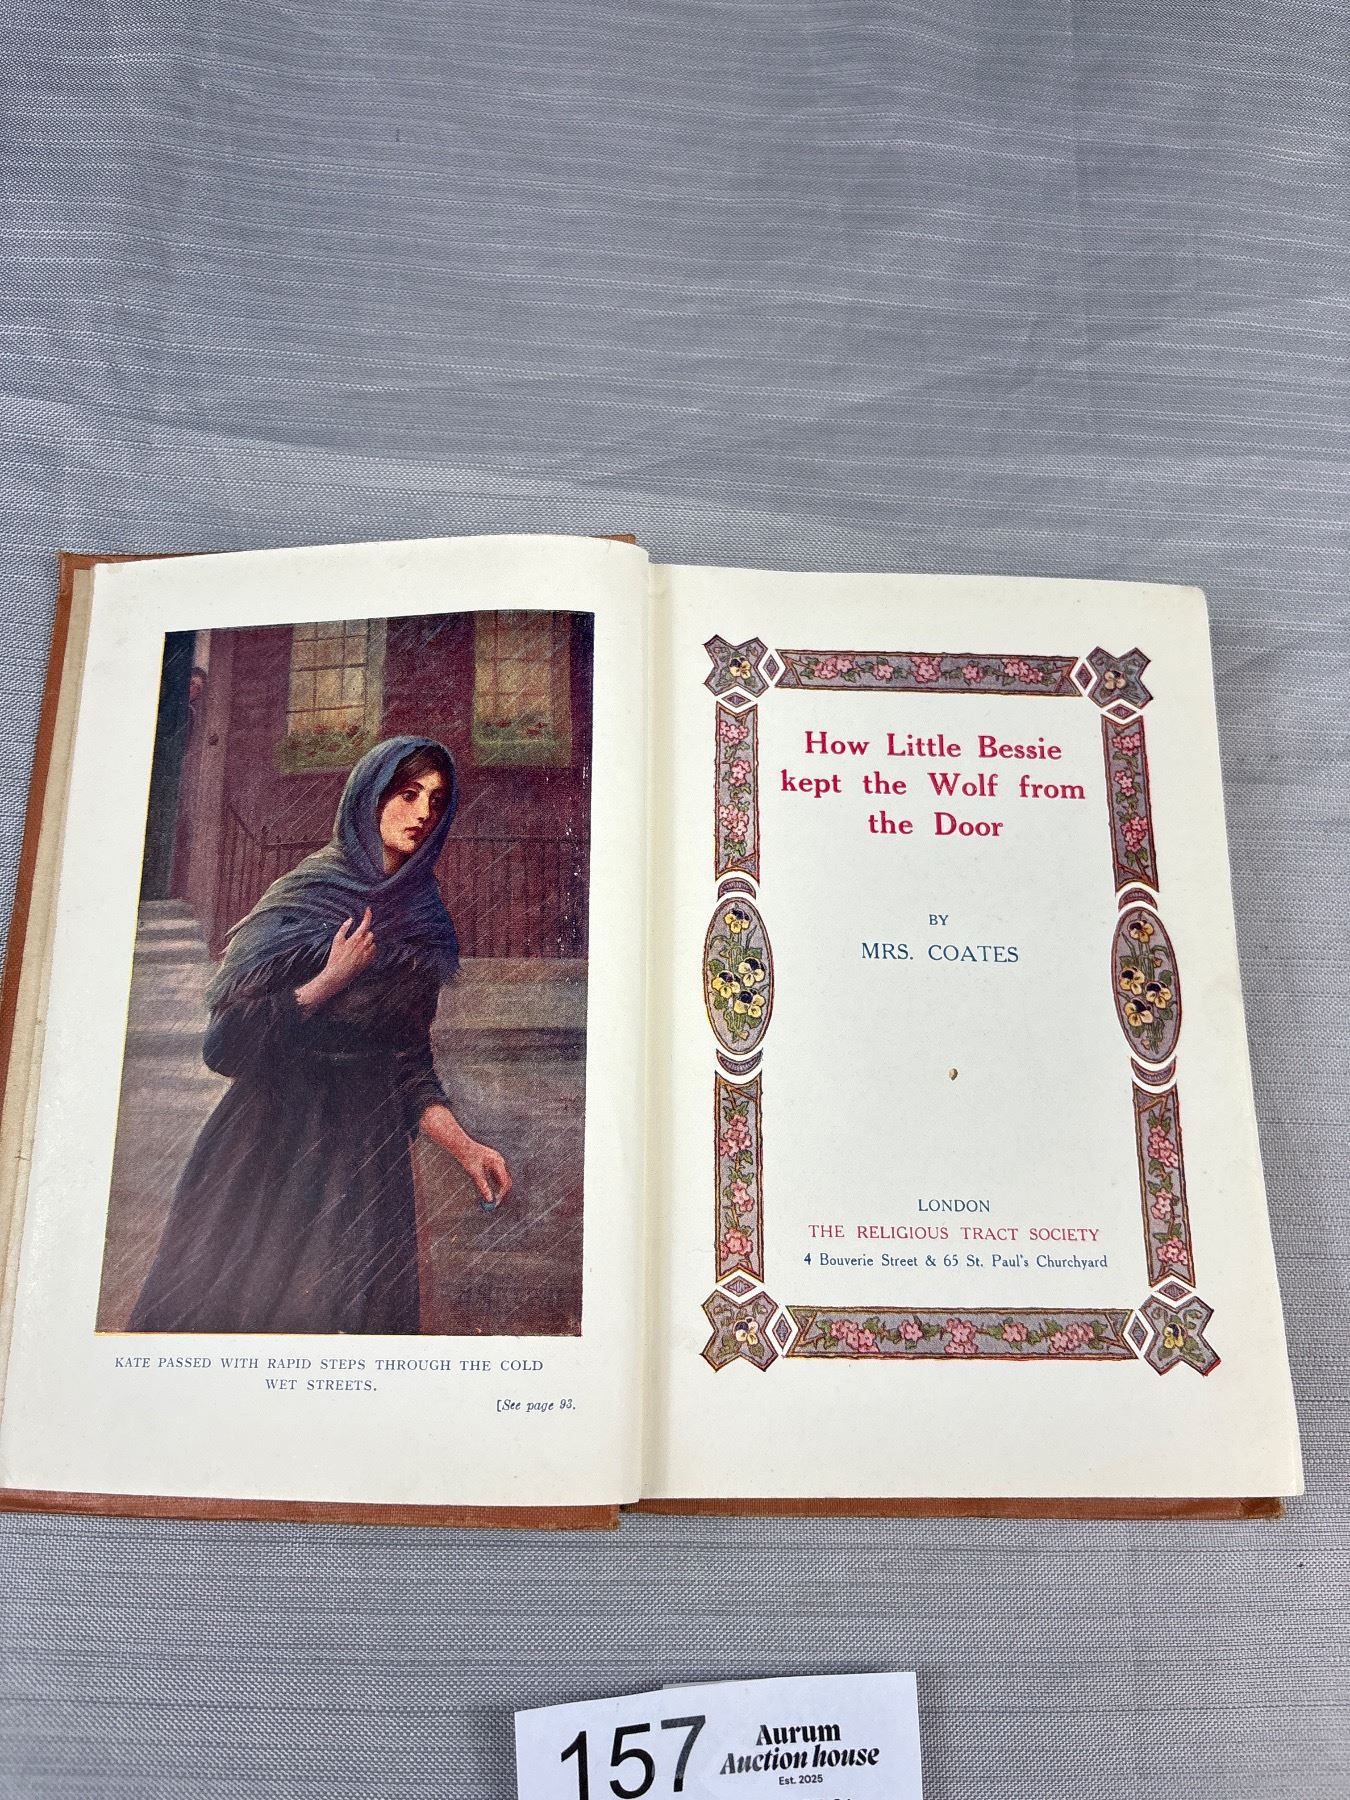 KATE PASSED WITH RAPID STEPS THROUGH THE COLD
WET STREETS.
[See page 93.
How Little Bessie
kept the Wolf from
the Door
BY
MRS. COATES
LONDON
THE RELIGIOUS TRACT SOCIETY
4 Bouverie Street & 65 St. Paul's Churchyard
157
Aurum
Auction house
Est. 2025